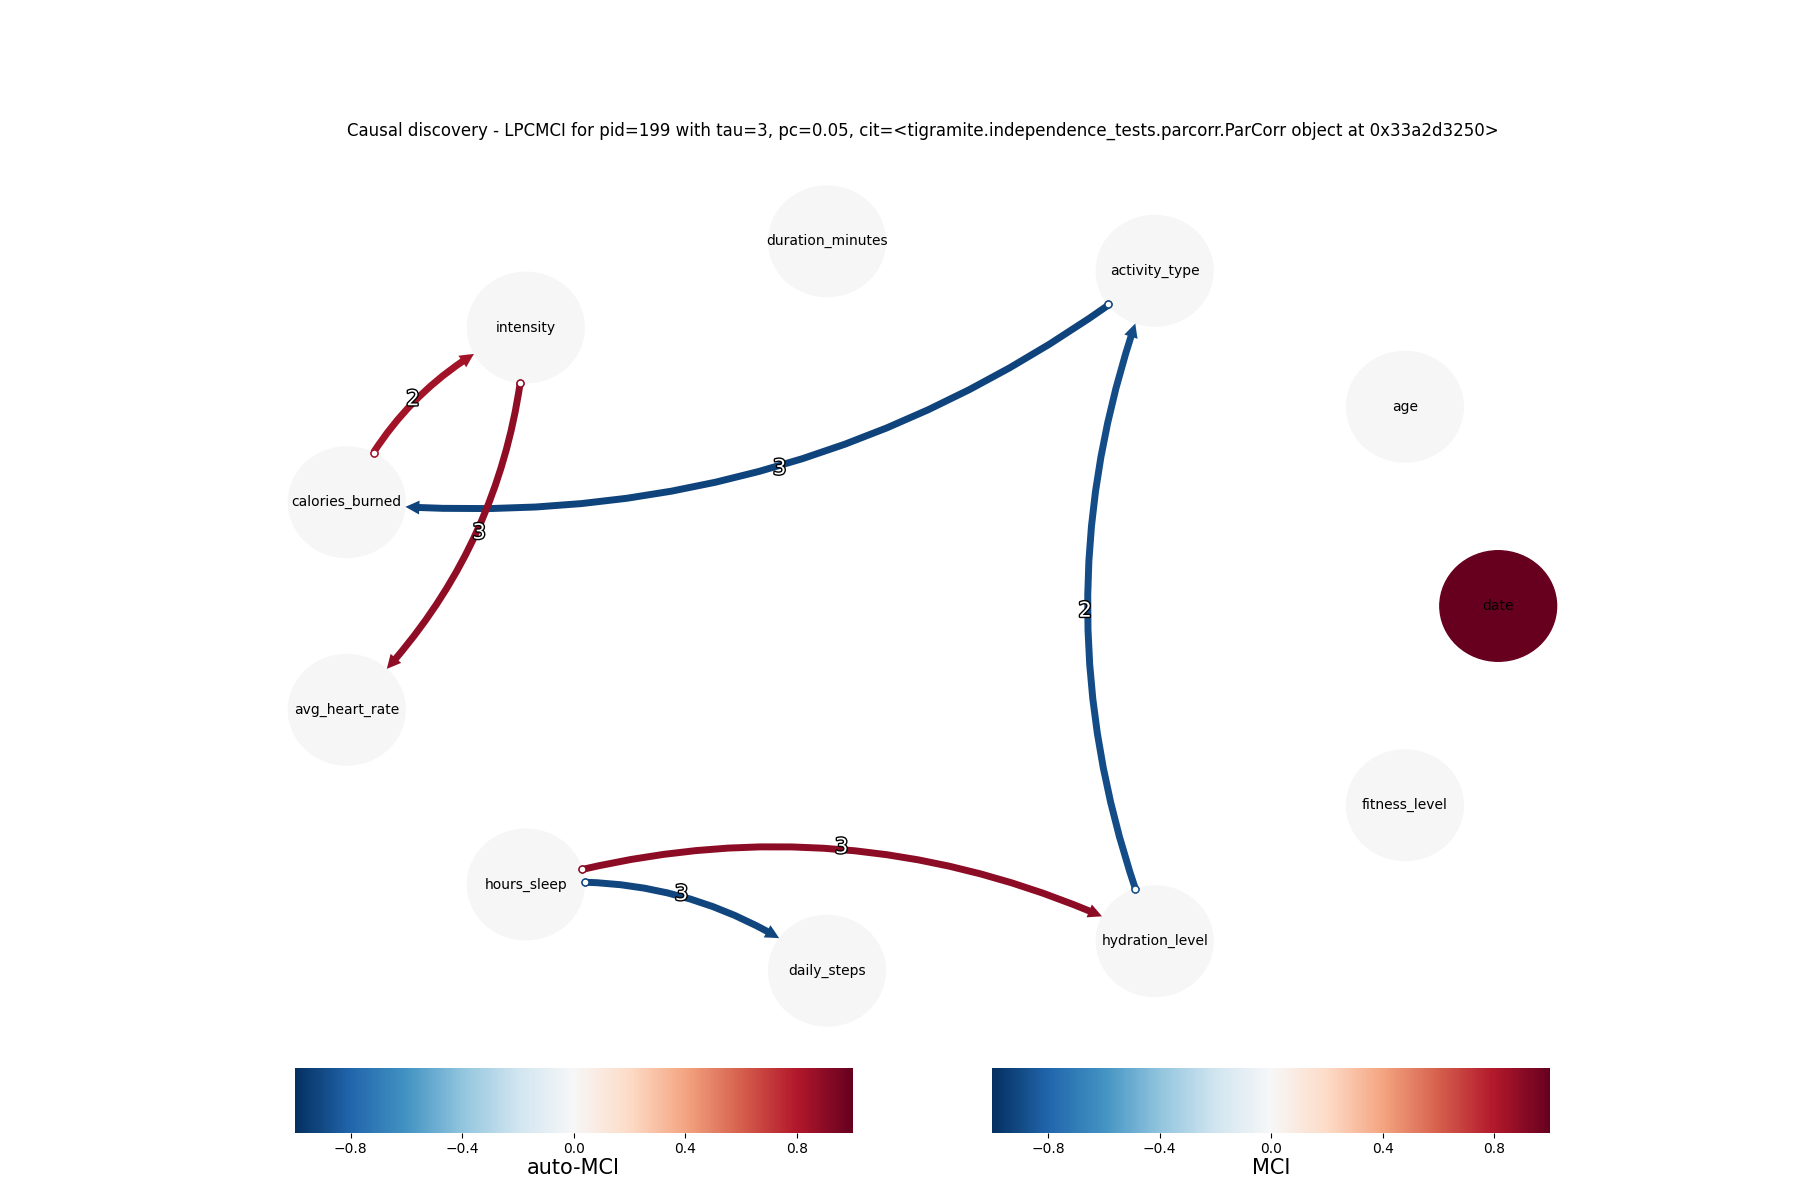 Causal discovery - LPCMCI for pid=199 with tau=3, pc=0.05, cit=<tigramite.independence_tests.parcorr.ParCorr object at 0x33a2d3250>
duration_minutes
activity_type
intensity
age
2
3
calories_burned
3
date
2
avg_heart_rate
fitness_level
3
hours_sleep
3
hydration_level
daily_steps
−0.8 −0.4 0.0 0.4 0.8
auto-MCI
−0.8 −0.4 0.0 0.4 0.8
MCI